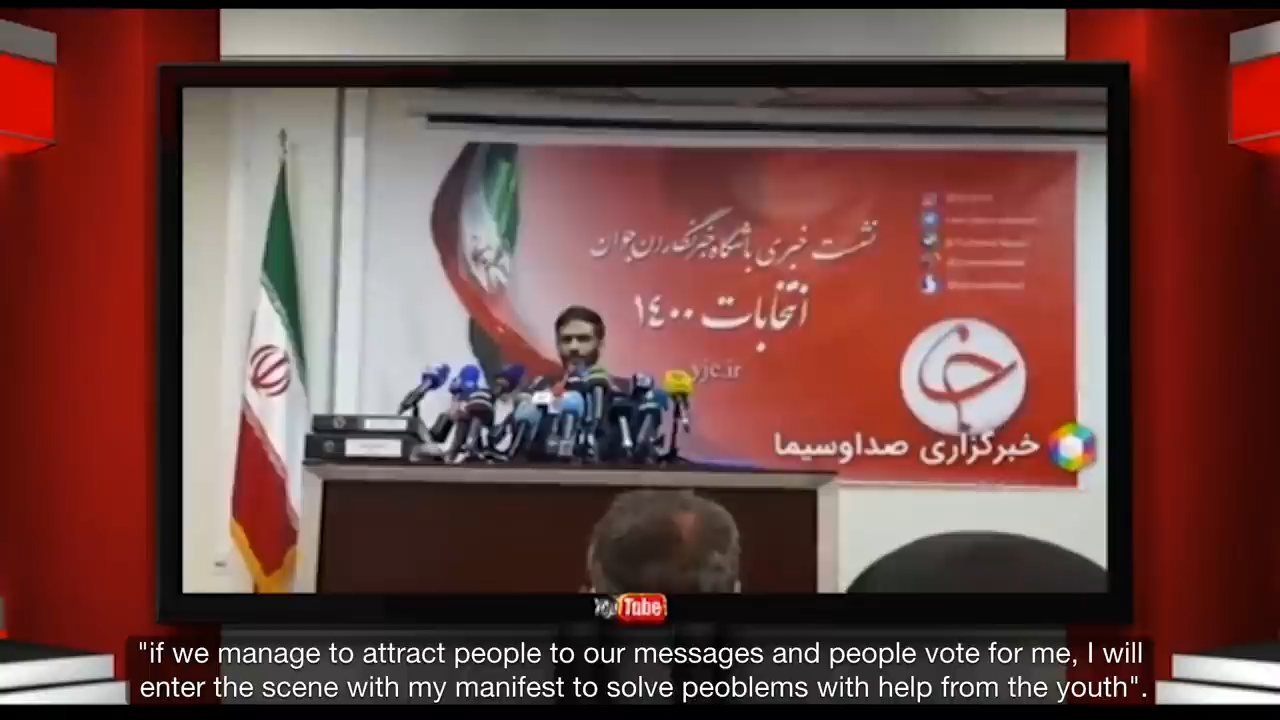 نشست خبری باشگاه خبرنگاران جوان
انتخابات ۱۴۰۰
yjc.ir
خبرگزاری صداوسیما
YouTube
"if we manage to attract people to our messages and people vote for me, I will
enter the scene with my manifest to solve peoblems with help from the youth".